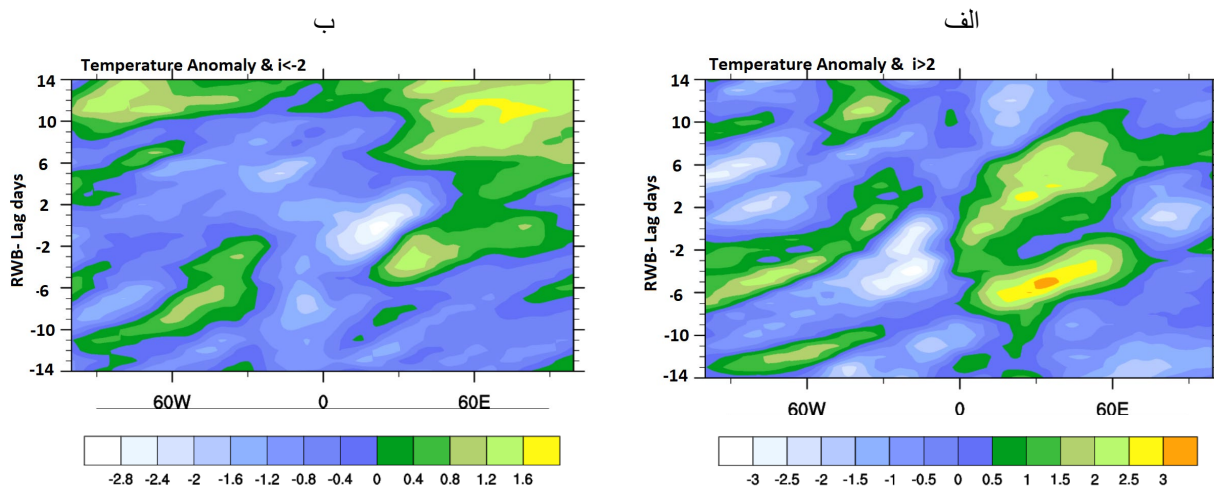 ب
Temperature Anomaly & i<-2
14
10
6
2
-2
-6
-10
-14
RWB- Lag days
60W 0 60E
-2.8 -2.4 -2 -1.6 -1.2 -0.8 -0.4 0 0.4 0.8 1.2 1.6
الف
Temperature Anomaly & i>2
14
10
6
2
-2
-6
-10
-14
RWB- Lag days
60W 0 60E
-3 -2.5 -2 -1.5 -1 -0.5 0 0.5 1 1.5 2 2.5 3